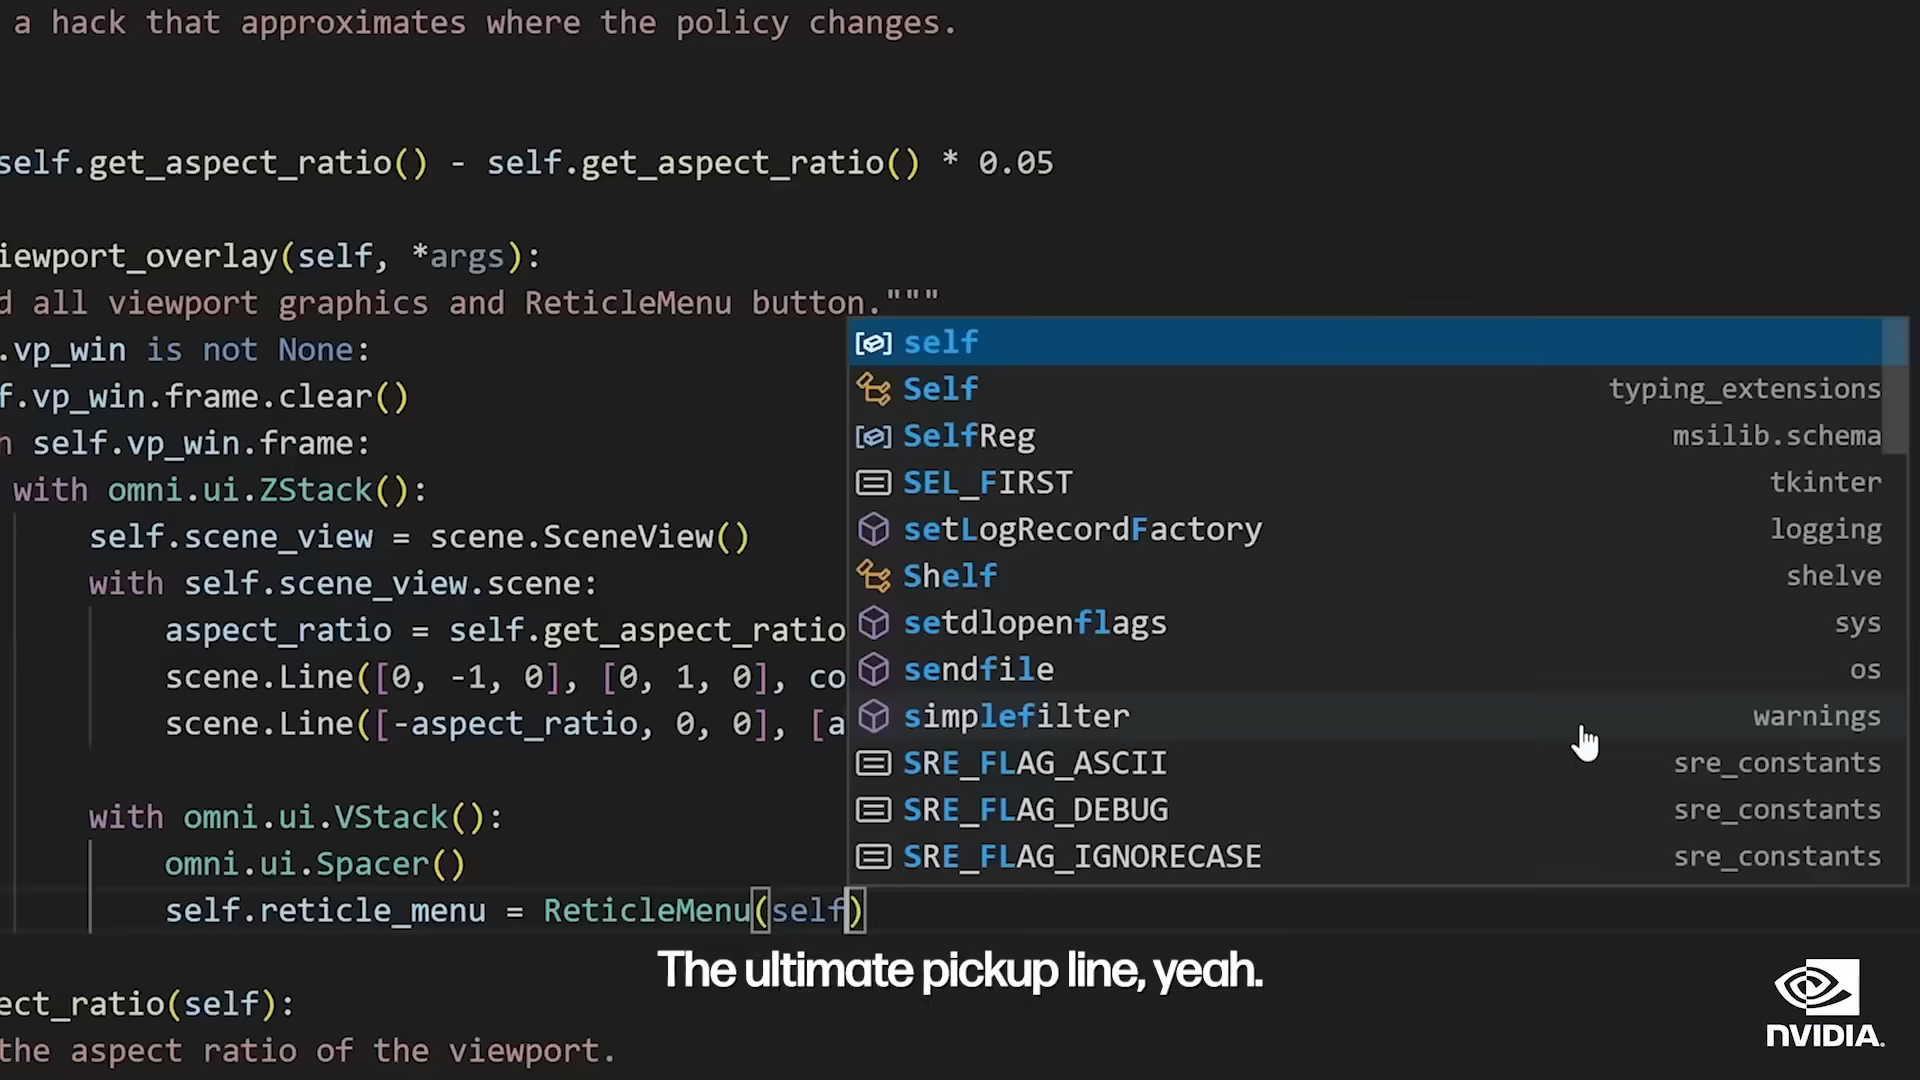 a hack that approximates where the policy changes.
self.get_aspect_ratio() - self.get_aspect_ratio() * 0.05
iewport_overlay(self, *args):
d all viewport graphics and ReticleMenu button."""
.vp_win is not None:
f.vp_win.frame.clear()
h self.vp_win.frame:
with omni.ui.ZStack():
self.scene_view = scene.SceneView()
with self.scene_view.scene:
aspect_ratio = self.get_aspect_ratio
scene.Line([0, -1, 0], [0, 1, 0], co
scene.Line([-aspect_ratio, 0, 0], [a
with omni.ui.VStack():
omni.ui.Spacer()
self.reticle_menu = ReticleMenu(self)
ect_ratio(self):
the aspect ratio of the viewport.
self
Self typing_extensions
SelfReg msilib.schema
SEL_FIRST tkinter
setLogRecordFactory logging
Shelf shelve
setdlopenflags sys
sendfile os
simplefilter warnings
SRE_FLAG_ASCII sre_constants
SRE_FLAG_DEBUG sre_constants
SRE_FLAG_IGNORECASE sre_constants
The ultimate pickup line, yeah.
NVIDIA.